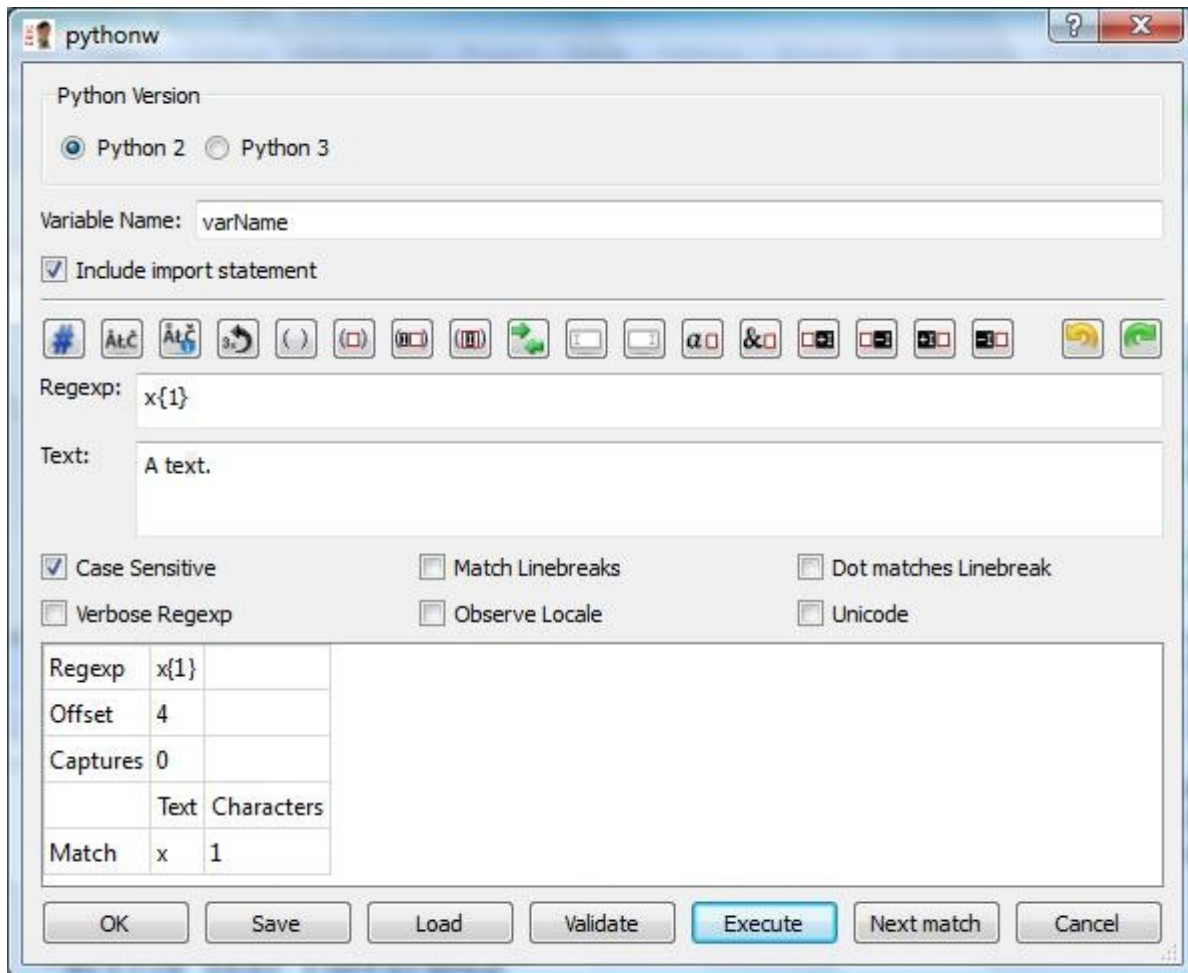 pythonw
Python Version
Python 2 Python 3
Variable Name: varName
Include import statement
Regexp: x{1}
Text: A text.
Case Sensitive Match Linebreaks Dot matches Linebreak
Verbose Regexp Observe Locale Unicode
Regexp x{1}
Offset 4
Captures 0
Text Characters
Match x 1
OK Save Load Validate Execute Next match Cancel